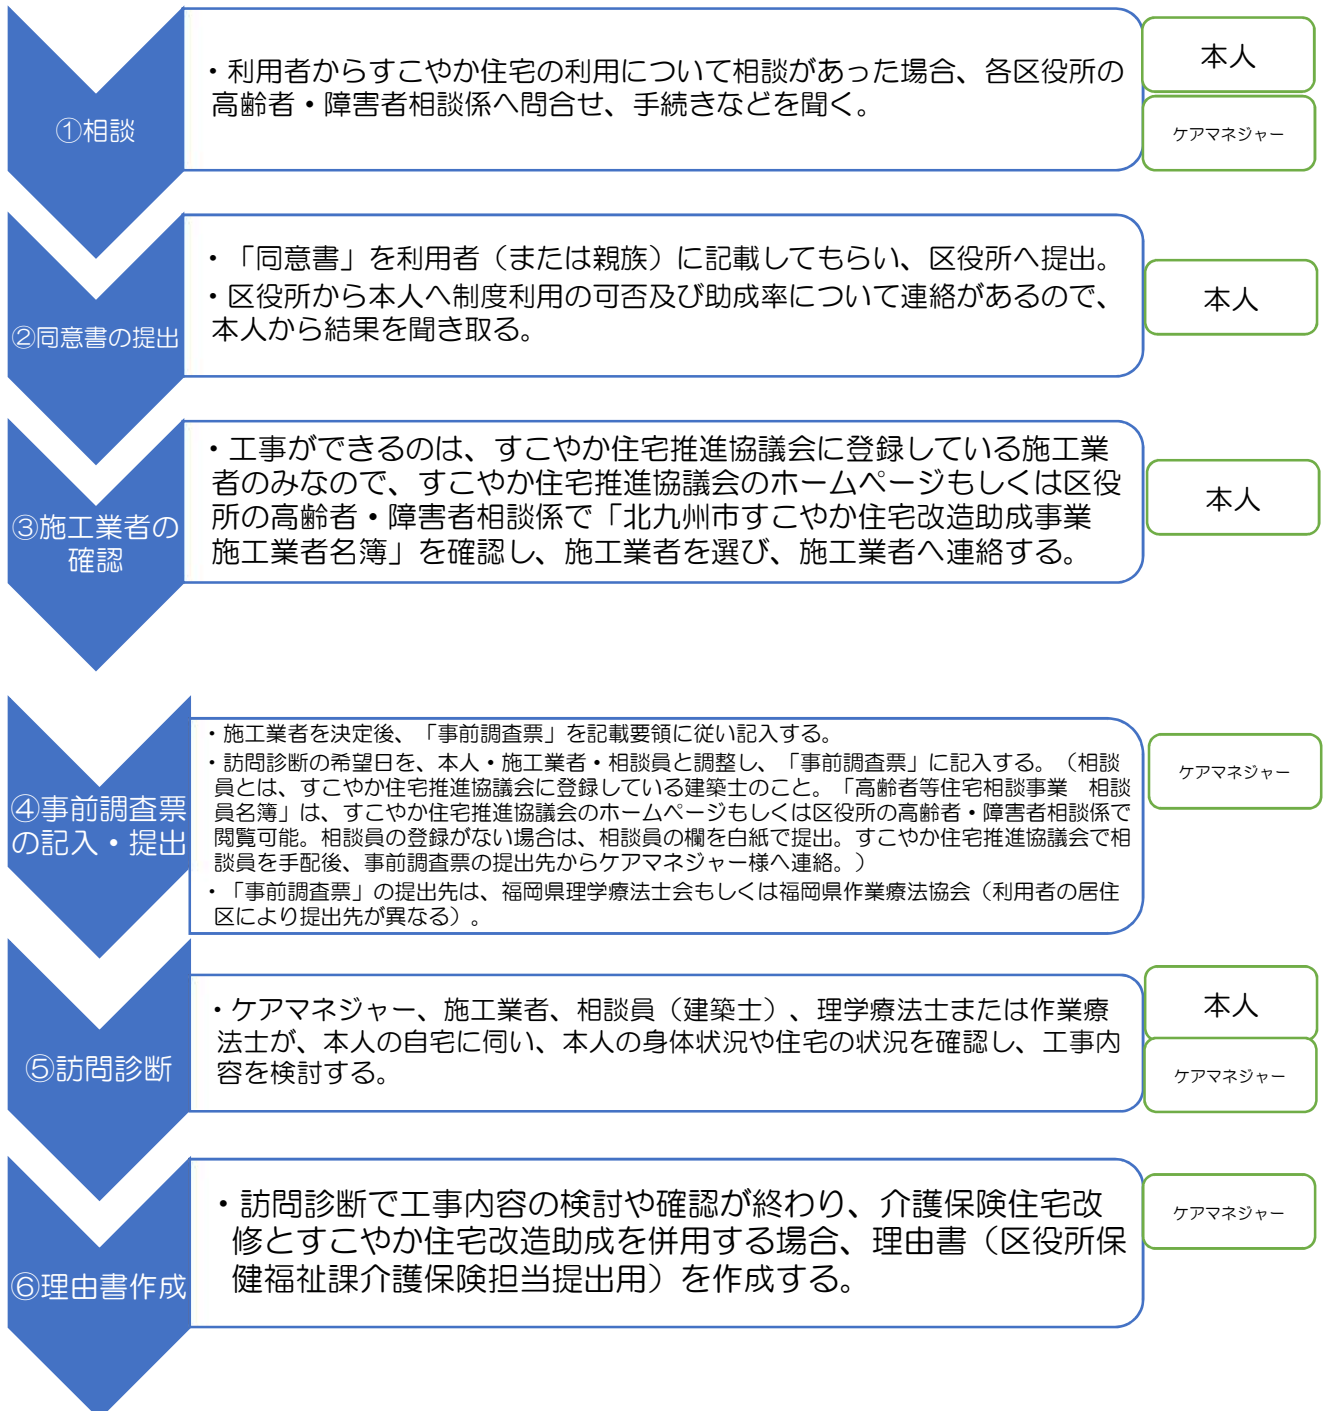 ①相談
・利用者からすこやか住宅の利用について相談があった場合、各区役所の
高齢者・障害者相談係へ問合せ、手続きなどを聞く。
本人
ケアマネジャー
②同意書の提出
・「同意書」を利用者（または親族）に記載してもらい、区役所へ提出。
・区役所から本人へ制度利用の可否及び助成率について連絡があるので、
本人から結果を聞き取る。
本人
③施工業者の
確認
・工事ができるのは、すこやか住宅推進協議会に登録している施工業
者のみなので、すこやか住宅推進協議会のホームページもしくは区役
所の高齢者・障害者相談係で「北九州市すこやか住宅改造助成事業
施工業者名簿」を確認し、施工業者を選び、施工業者へ連絡する。
本人
④事前調査票
の記入・提出
・施工業者を決定後、「事前調査票」を記載要領に従い記入する。
・訪問診断の希望日を、本人・施工業者・相談員と調整し、「事前調査票」に記入する。（相談
員とは、すこやか住宅推進協議会に登録している建築士のこと。「高齢者等住宅相談事業　相談
員名簿」は、すこやか住宅推進協議会のホームページもしくは区役所の高齢者・障害者相談係で
閲覧可能。相談員の登録がない場合は、相談員の欄を白紙で提出。すこやか住宅推進協議会で相
談員を手配後、事前調査票の提出先からケアマネジャー様へ連絡。）
・「事前調査票」の提出先は、福岡県理学療法士会もしくは福岡県作業療法協会（利用者の居住
区により提出先が異なる）。
ケアマネジャー
⑤訪問診断
・ケアマネジャー、施工業者、相談員（建築士）、理学療法士または作業療
法士が、本人の自宅に伺い、本人の身体状況や住宅の状況を確認し、工事内
容を検討する。
本人
ケアマネジャー
⑥理由書作成
・訪問診断で工事内容の検討や確認が終わり、介護保険住宅改
修とすこやか住宅改造助成を併用する場合、理由書（区役所保
健福祉課介護保険担当提出用）を作成する。
ケアマネジャー